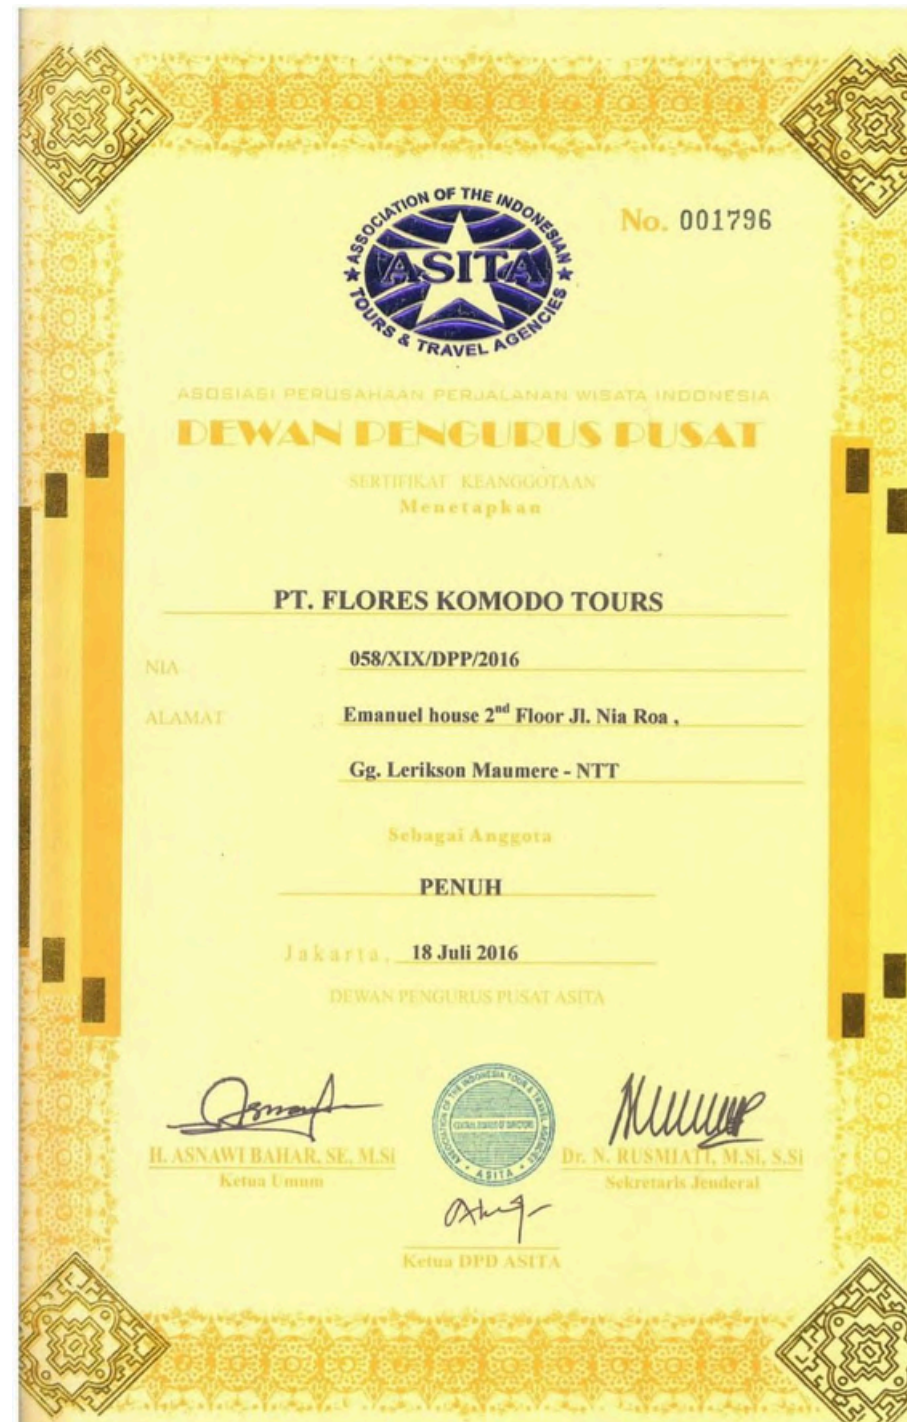 ASSOCIATION OF THE INDONESIAN
ASITA
TOURS & TRAVEL AGENCIES
No. 001796
ASOSIASI PERUSAHAAN PERJALANAN WISATA INDONESIA
DEWAN PENGURUS PUSAT
SERTIFIKAT KEANGGOTAAN
Menetapkan
PT. FLORES KOMODO TOURS
NIA : 058/XIX/DPP/2016
ALAMAT : Emanuel house 2nd Floor Jl. Nia Roa ,
Gg. Lerikson Maumere - NTT
Sebagai Anggota
PENUH
Jakarta, 18 Juli 2016
DEWAN PENGURUS PUSAT ASITA
H. ASNAWI BAHAR, SE, M.Si
Ketua Umum
ASITA
Dr. N. RUSMIATI, M.Si, S.Si
Sekretaris Jenderal
Ketua DPD ASITA